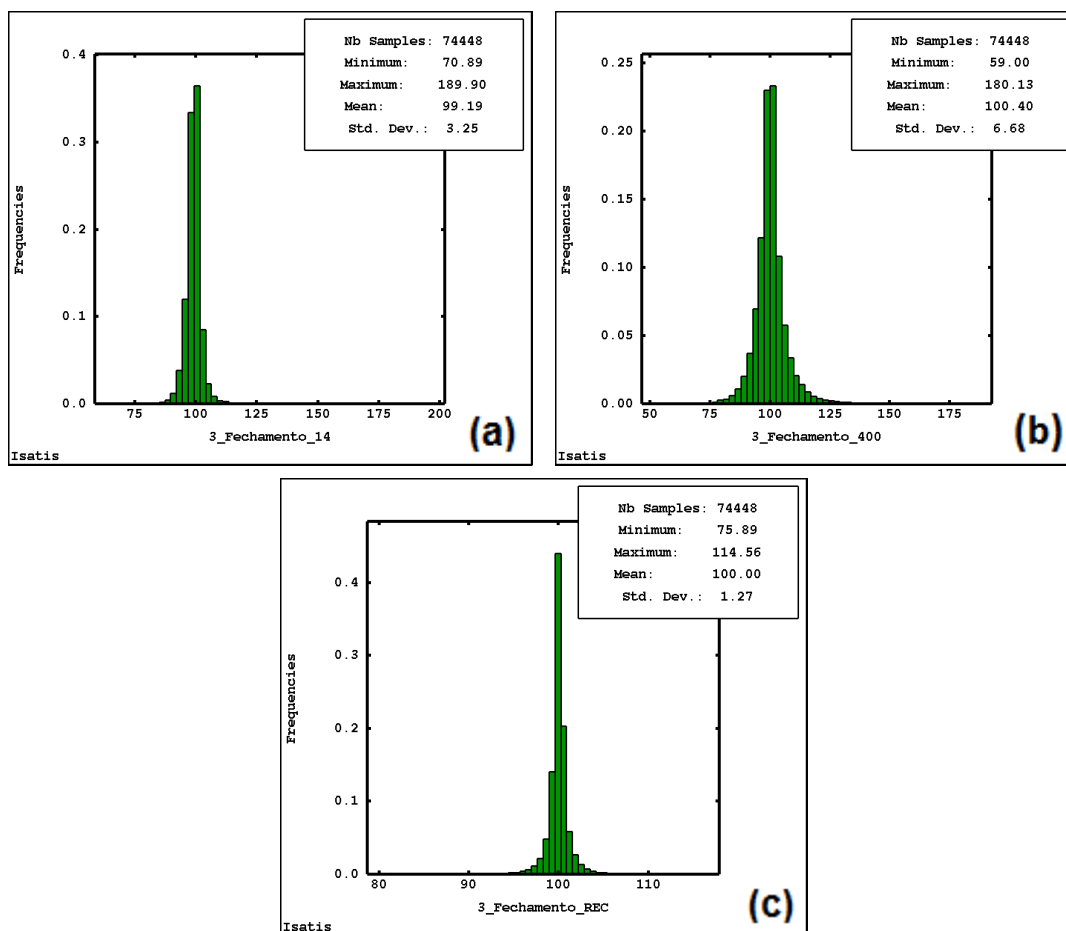 Nb Samples: 74448
Minimum: 70.89
Maximum: 189.90
Mean: 99.19
Std. Dev.: 3.25
0.4
0.3
0.2
0.1
0.0
Frequencies
75 100 125 150 175 200
3_Fechamento_14
(a)
Isatis
Nb Samples: 74448
Minimum: 59.00
Maximum: 180.13
Mean: 100.40
Std. Dev.: 6.68
0.25
0.20
0.15
0.10
0.05
0.00
Frequencies
50 75 100 125 150 175
3_Fechamento_400
(b)
Isatis
Nb Samples: 74448
Minimum: 75.89
Maximum: 114.56
Mean: 100.00
Std. Dev.: 1.27
0.4
0.3
0.2
0.1
0.0
Frequencies
80 90 100 110
3_Fechamento_REC
(c)
Isatis